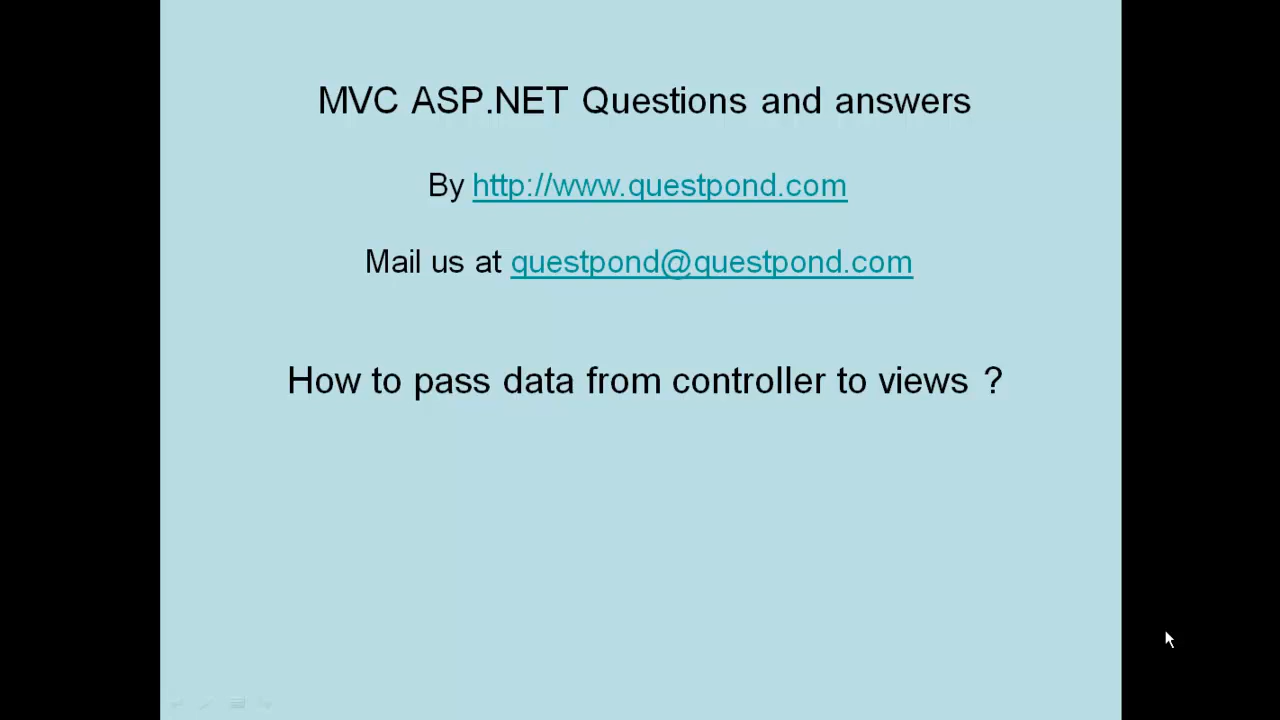 MVC ASP.NET Questions and answers
By http://www.questpond.com
Mail us at questpond@questpond.com
How to pass data from controller to views ?